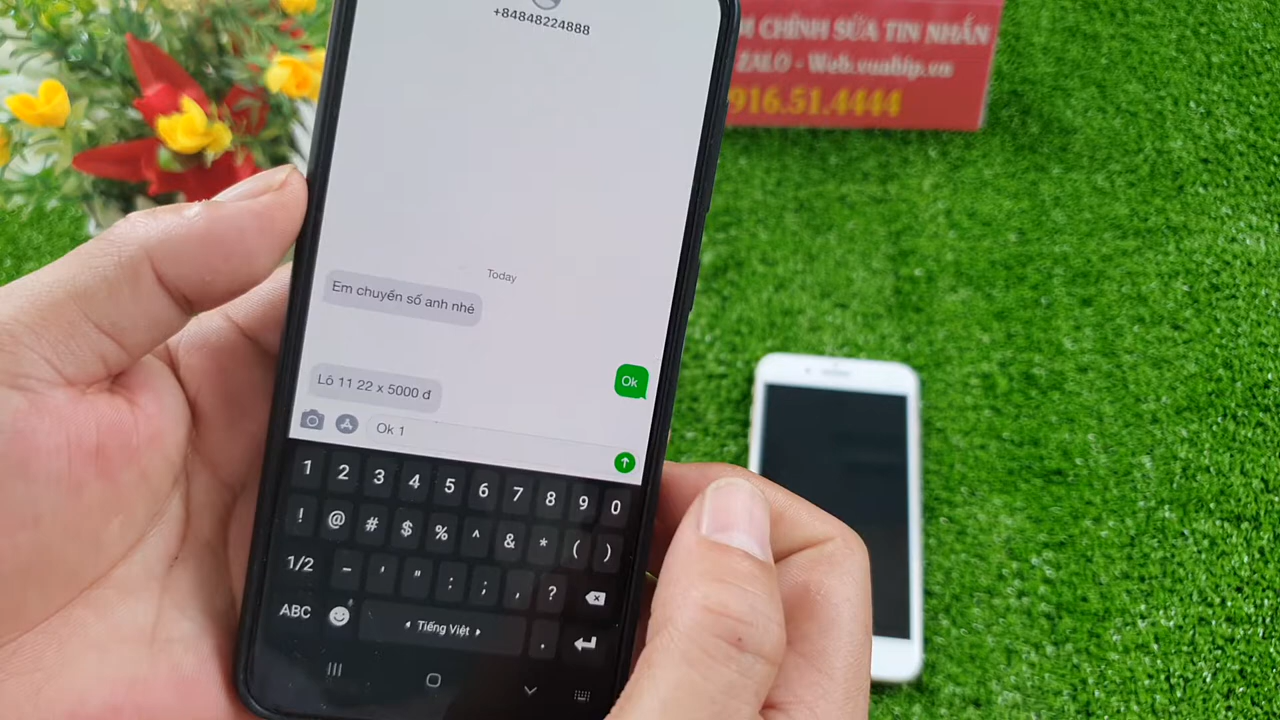 +84848224888
M CHỈNH SỬA TIN NHẮN
ZALO - Web.vuabip.vn
916.51.4444
Today
Em chuyển số anh nhé
Ok
Lô 11 22 x 5000 đ
Ok 1
1 2 3 4 5 6 7 8 9 0
! @ # $ % ^ & * ( )
1/2 - ' " : ; , ?
ABC Tiếng Việt .